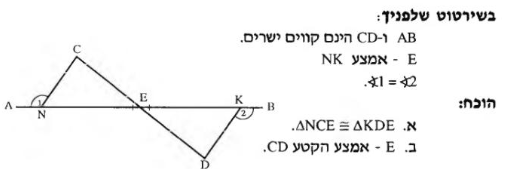 בשירטוט שלפניך:
AB ו-CD הינם קווים ישרים.
E - אמצע NK
∢1 = ∢2.
הוכח:
א. ΔNCE ≅ ΔKDE.
ב. E - אמצע הקטע CD.
C
A
1
N
E
K
2
B
D